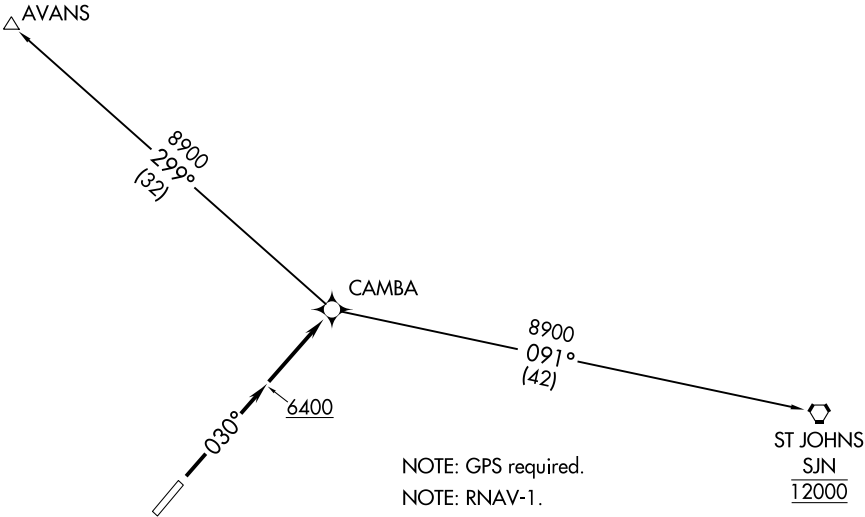 AVANS
8900
299°
(32)
CAMBA
8900
091°
(42)
6400
030°
ST JOHNS
SJN
12000
NOTE: GPS required.
NOTE: RNAV-1.